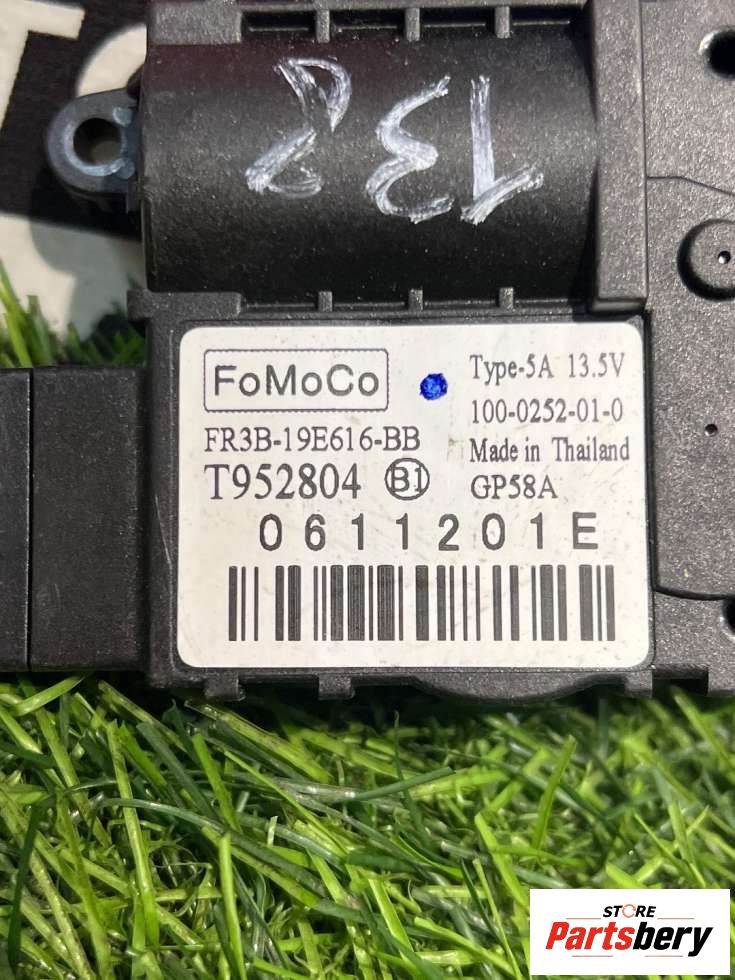 138
FoMoCo
Type-5A 13.5V
100-0252-01-0
FR3B-19E616-BB
Made in Thailand
T952804 B1
GP58A
0611201E
STORE
Partsbery